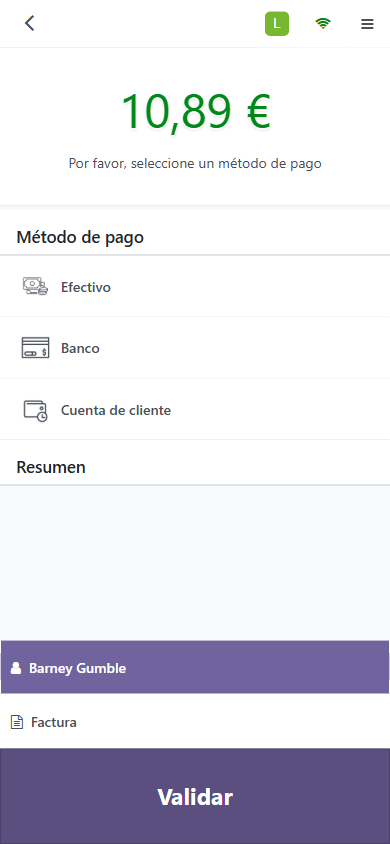 L
10,89 €
Por favor, seleccione un método de pago
Método de pago
Efectivo
Banco
Cuenta de cliente
Resumen
Barney Gumble
Factura
Validar